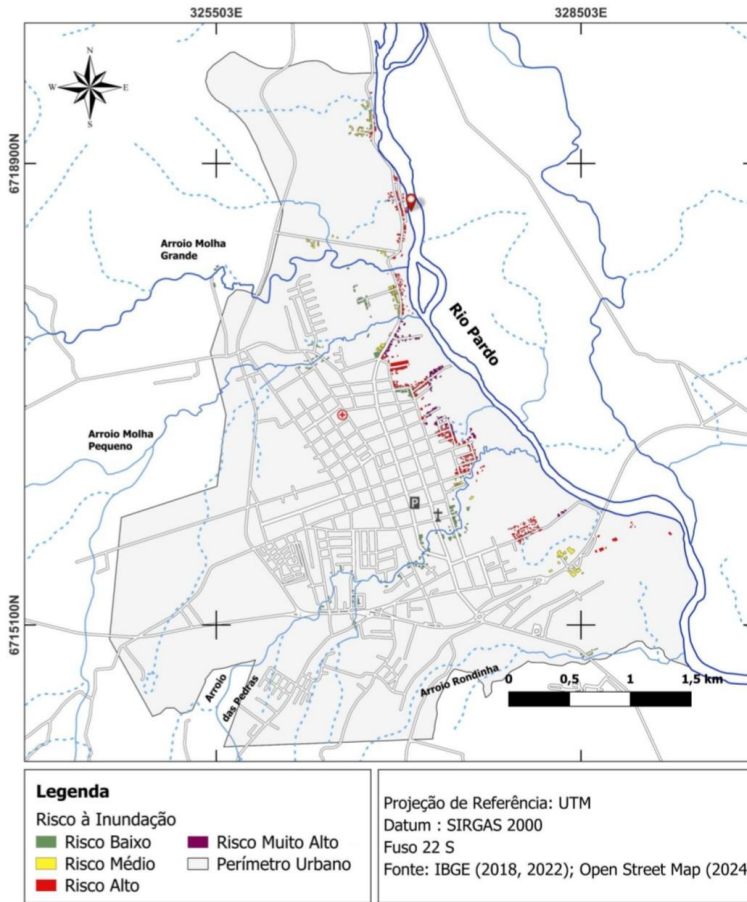 325503E
328503E
N
W
E
S
6718900N
Arroio Molha
Grande
Rio Pardo
Arroio Molha
Pequeno
P
6715100N
Arroio
das Pedras
Arroio Rondinha
0
0,5
1
1,5 km
Legenda
Risco à Inundação
Risco Baixo
Risco Médio
Risco Alto
Risco Muito Alto
Perímetro Urbano
Projeção de Referência: UTM
Datum : SIRGAS 2000
Fuso 22 S
Fonte: IBGE (2018, 2022); Open Street Map (2024